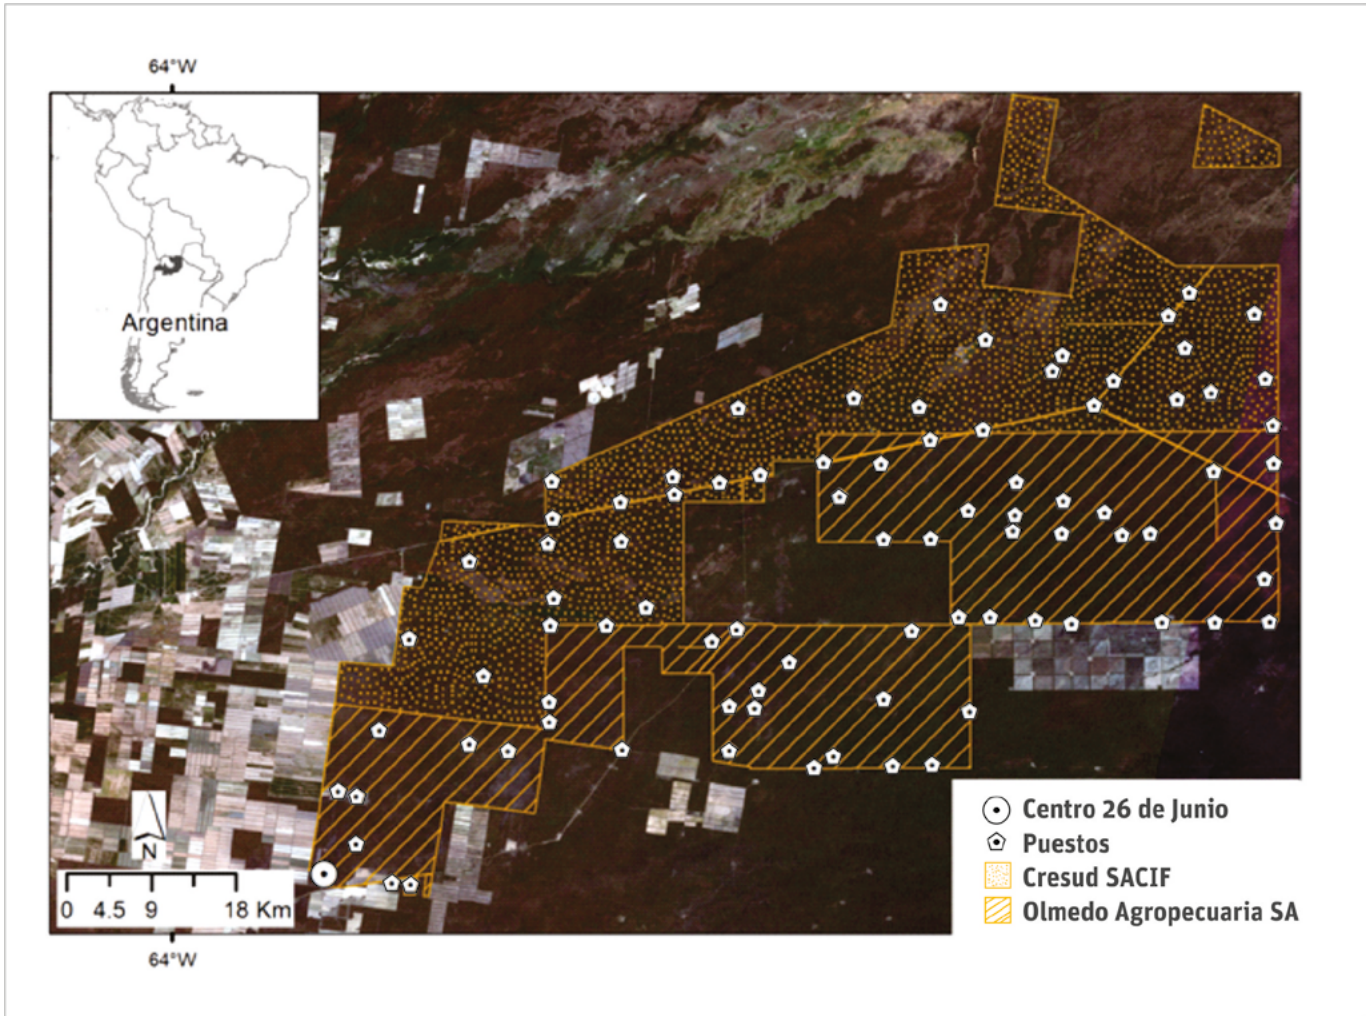 64°W
Argentina
N
0 4.5 9 18 Km
Centro 26 de Junio
Puestos
Cresud SACIF
Olmedo Agropecuaria SA
64°W